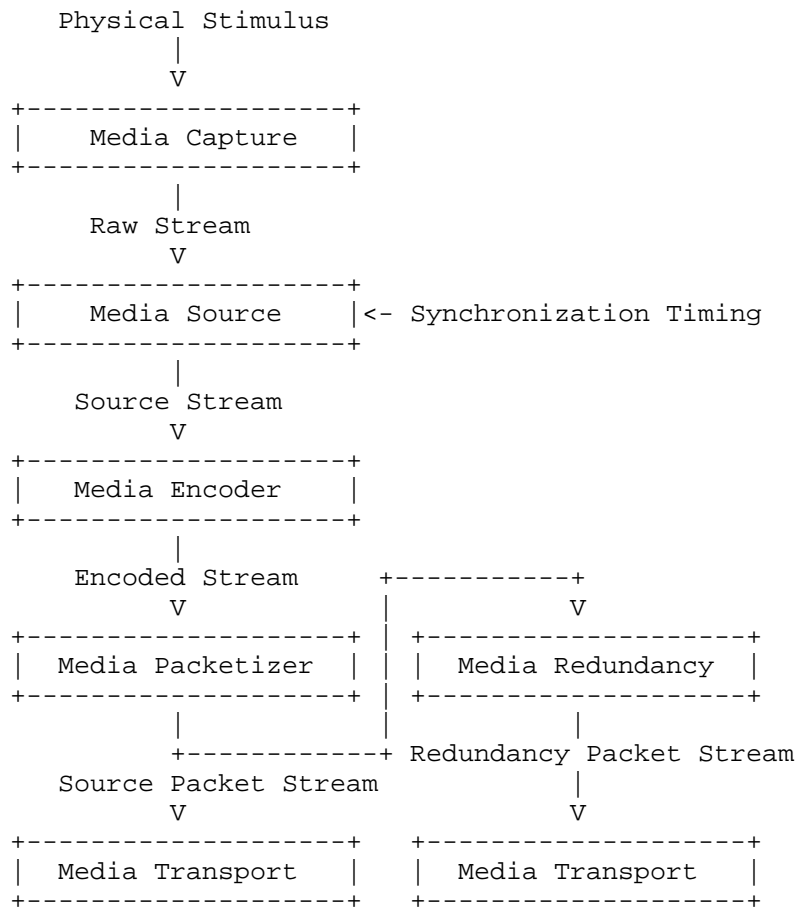 Physical Stimulus
|
V
+--------------------+
|    Media Capture   |
+--------------------+
|
Raw Stream
V
+--------------------+
|    Media Source    |<- Synchronization Timing
+--------------------+
|
Source Stream
V
+--------------------+
|   Media Encoder    |
+--------------------+
|
Encoded Stream     +-----------+
V            |           V
+--------------------+ | +--------------------+
|  Media Packetizer  | | |  Media Redundancy  |
+--------------------+ | +--------------------+
|            |           |
+------------+ Redundancy Packet Stream
Source Packet Stream            |
V                        V
+--------------------+   +--------------------+
|  Media Transport   |   |  Media Transport   |
+--------------------+   +--------------------+